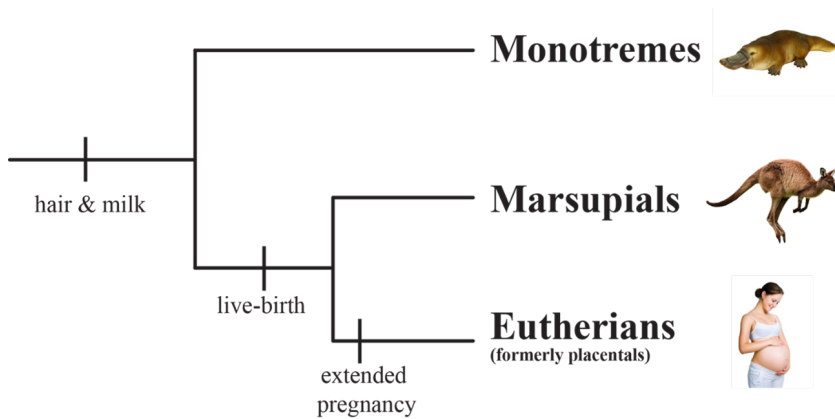 Monotremes
hair & milk
Marsupials
live-birth
Eutherians
(formerly placentals)
extended
pregnancy